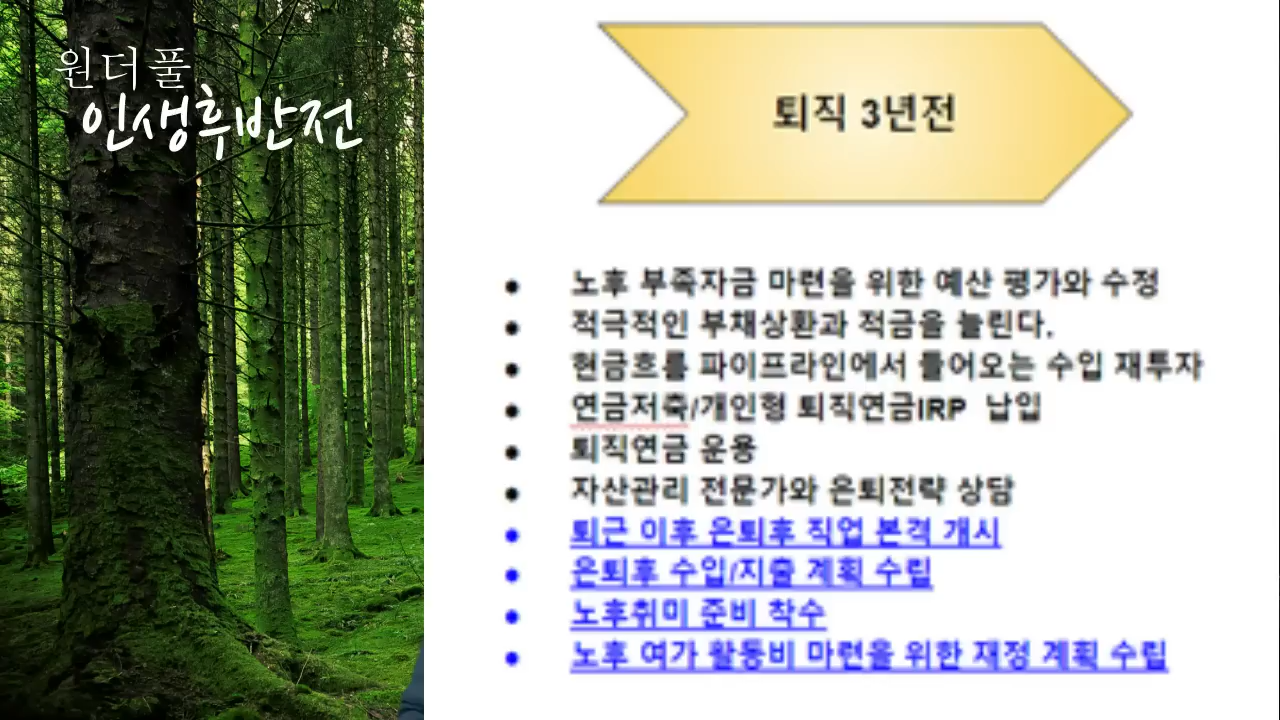 원더풀
인생후반전
퇴직 3년전
● 노후 부족자금 마련을 위한 예산 평가와 수정
● 적극적인 부채상환과 적금을 늘린다.
● 현금흐름 파이프라인에서 들어오는 수입 재투자
● 연금저축/개인형 퇴직연금IRP 납입
● 퇴직연금 운용
● 자산관리 전문가와 은퇴전략 상담
● 퇴근 이후 은퇴후 직업 본격 개시
● 은퇴후 수입/지출 계획 수립
● 노후취미 준비 착수
● 노후 여가 활동비 마련을 위한 재정 계획 수립